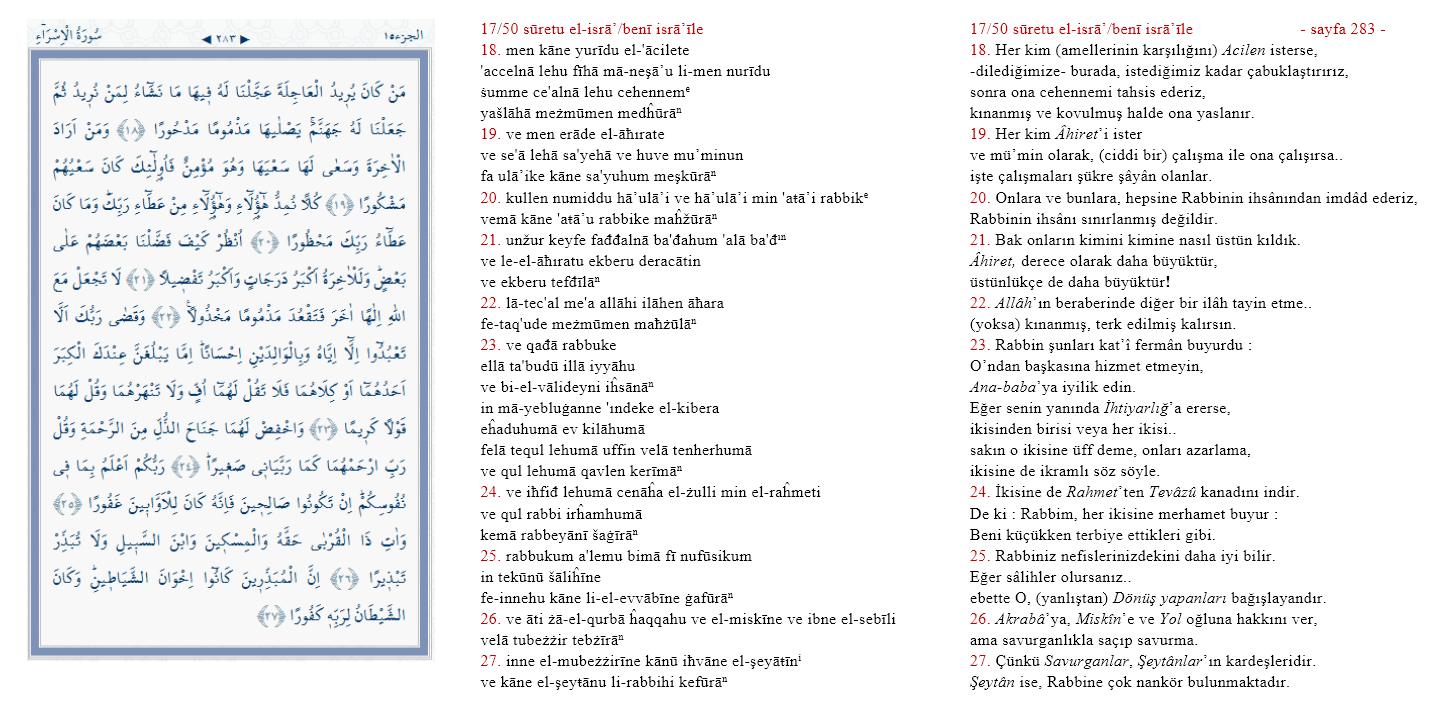 سُورَةُ الْاِسْرَاءِ
◀ ٢٨٣ ▶
الجزء١٥
مَنْ كَانَ يُر۪يدُ الْعَاجِلَةَ عَجَّلْنَا لَهُ ف۪يهَا مَا نَشَٓاءُ لِمَنْ نُر۪يدُ ثُمَّ
جَعَلْنَا لَهُ جَهَنَّمَۚ يَصْلٰيهَا مَذْمُومًا مَدْحُورًا ﴿١٨﴾ وَمَنْ اَرَادَ
الْاٰخِرَةَ وَسَعٰى لَهَا سَعْيَهَا وَهُوَ مُؤْمِنٌ فَاُو۬لٰٓئِكَ كَانَ سَعْيُهُمْ
مَشْكُورًا ﴿١٩﴾ كُلًّا نُمِدُّ هٰٓؤُ۬لَٓاءِ وَهٰٓؤُ۬لَٓاءِ مِنْ عَطَٓاءِ رَبِّكَۜ وَمَا كَانَ
عَطَٓاءُ رَبِّكَ مَحْظُورًا ﴿٢٠﴾ اُنْظُرْ كَيْفَ فَضَّلْنَا بَعْضَهُمْ عَلٰى
بَعْضٍۜ وَلَلْاٰخِرَةُ اَكْبَرُ دَرَجَاتٍ وَاَكْبَرُ تَفْض۪يلًا ﴿٢١﴾ لَا تَجْعَلْ مَعَ
اللّٰهِ اِلٰهًا اٰخَرَ فَتَقْعُدَ مَذْمُومًا مَخْذُولًا۟ ﴿٢٢﴾ وَقَضٰى رَبُّكَ اَلَّا
تَعْبُدُٓوا اِلَّٓا اِيَّاهُ وَبِالْوَالِدَيْنِ اِحْسَانًاۜ اِمَّا يَبْلُغَنَّ عِنْدَكَ الْكِبَرَ
اَحَدُهُمَٓا اَوْ كِلَاهُمَا فَلَا تَقُلْ لَهُمَٓا اُفٍّ وَلَا تَنْهَرْهُمَا وَقُلْ لَهُمَا
قَوْلًا كَر۪يمًا ﴿٢٣﴾ وَاخْفِضْ لَهُمَا جَنَاحَ الذُّلِّ مِنَ الرَّحْمَةِ وَقُلْ
رَبِّ ارْحَمْهُمَا كَمَا رَبَّيَان۪ي صَغ۪يرًاۜ ﴿٢٤﴾ رَبُّكُمْ اَعْلَمُ بِمَا ف۪ي
نُفُوسِكُمْۜ اِنْ تَكُونُوا صَالِح۪ينَ فَاِنَّهُ كَانَ لِلْاَوَّاب۪ينَ غَفُورًا ﴿٢٥﴾
وَاٰتِ ذَا الْقُرْبٰى حَقَّهُ وَالْمِسْك۪ينَ وَابْنَ السَّب۪يلِ وَلَا تُبَذِّرْ
تَبْذ۪يرًا ﴿٢٦﴾ اِنَّ الْمُبَذِّر۪ينَ كَانُٓوا اِخْوَانَ الشَّيَاط۪ينِۜ وَكَانَ
الشَّيْطَانُ لِرَبِّه۪ كَفُورًا ﴿٢٧﴾
17/50 sūretu el-isrā’/benī isrā’īle
18. men kāne yurīdu el-'ācilete
'accelnā lehu fīhā mā-neşā’u li-men nurīdu
ṡumme ce'alnā lehu cehennemᵉ
yašlāhā meżmūmen medĥūrāⁿ
19. ve men erāde el-āħırate
ve se'ā lehā sa'yehā ve huve mu’minun
fa ulā’ike kāne sa'yuhum meşkūrāⁿ
20. kullen numiddu hā’ulā’i ve hā’ulā’i min 'aŧā’i rabbikᵉ
vemā kāne 'aŧā’u rabbike maĥžūrāⁿ
21. unžur keyfe fađđalnā ba'đahum 'alā ba'đᶦⁿ
ve le-el-āħıratu ekberu deracātin
ve ekberu tefđīlāⁿ
22. lā-tec'al me'a allāhi ilāhen āħara
fe-taq'ude meżmūmen maħżūlāⁿ
23. ve qađā rabbuke
ellā ta'budū illā iyyāhu
ve bi-el-vālideyni iĥsānāⁿ
in mā-yebluġanne 'ındeke el-kibera
eĥaduhumā ev kilāhumā
felā tequl lehumā uffin velā tenherhumā
ve qul lehumā qavlen kerīmāⁿ
24. ve iħfiđ lehumā cenāĥa el-żulli min el-raĥmeti
ve qul rabbi irĥamhumā
kemā rabbeyānī šaġīrāⁿ
25. rabbukum a'lemu bimā fī nufūsikum
in tekūnū šāliĥīne
fe-innehu kāne li-el-evvābīne ġafūrāⁿ
26. ve āti żā-el-qurbā ĥaqqahu ve el-miskīne ve ibne el-sebīli
velā tubeżżir tebżīrāⁿ
27. inne el-mubeżżirīne kānū iħvāne el-şeyāŧīnⁱ
ve kāne el-şeyŧānu li-rabbihi kefūrāⁿ
17/50 sūretu el-isrā’/benī isrā’īle - sayfa 283 -
18. Her kim (amellerinin karşılığını) Acilen isterse,
-dilediğimize- burada, istediğimiz kadar çabuklaştırırız,
sonra ona cehennemi tahsis ederiz,
kınanmış ve kovulmuş halde ona yaslanır.
19. Her kim Âhiret’i ister
ve mü’min olarak, (ciddi bir) çalışma ile ona çalışırsa..
işte çalışmaları şükre şâyân olanlar.
20. Onlara ve bunlara, hepsine Rabbinin ihsânından imdâd ederiz,
Rabbinin ihsânı sınırlanmış değildir.
21. Bak onların kimini kimine nasıl üstün kıldık.
Âhiret, derece olarak daha büyüktür,
üstünlükçe de daha büyüktür!
22. Allâh’ın beraberinde diğer bir ilâh tayin etme..
(yoksa) kınanmış, terk edilmiş kalırsın.
23. Rabbin şunları kat’î fermân buyurdu :
O’ndan başkasına hizmet etmeyin,
Ana-baba’ya iyilik edin.
Eğer senin yanında İhtiyarlığ’a ererse,
ikisinden birisi veya her ikisi..
sakın o ikisine üff deme, onları azarlama,
ikisine de ikramlı söz söyle.
24. İkisine de Rahmet’ten Tevâzû kanadını indir.
De ki : Rabbim, her ikisine merhamet buyur :
Beni küçükken terbiye ettikleri gibi.
25. Rabbiniz nefislerinizdekini daha iyi bilir.
Eğer sâlihler olursanız..
ebette O, (yanlıştan) Dönüş yapanları bağışlayandır.
26. Akrabâ’ya, Miskîn’e ve Yol oğluna hakkını ver,
ama savurganlıkla saçıp savurma.
27. Çünkü Savurganlar, Şeytânlar’ın kardeşleridir.
Şeytân ise, Rabbine çok nankör bulunmaktadır.